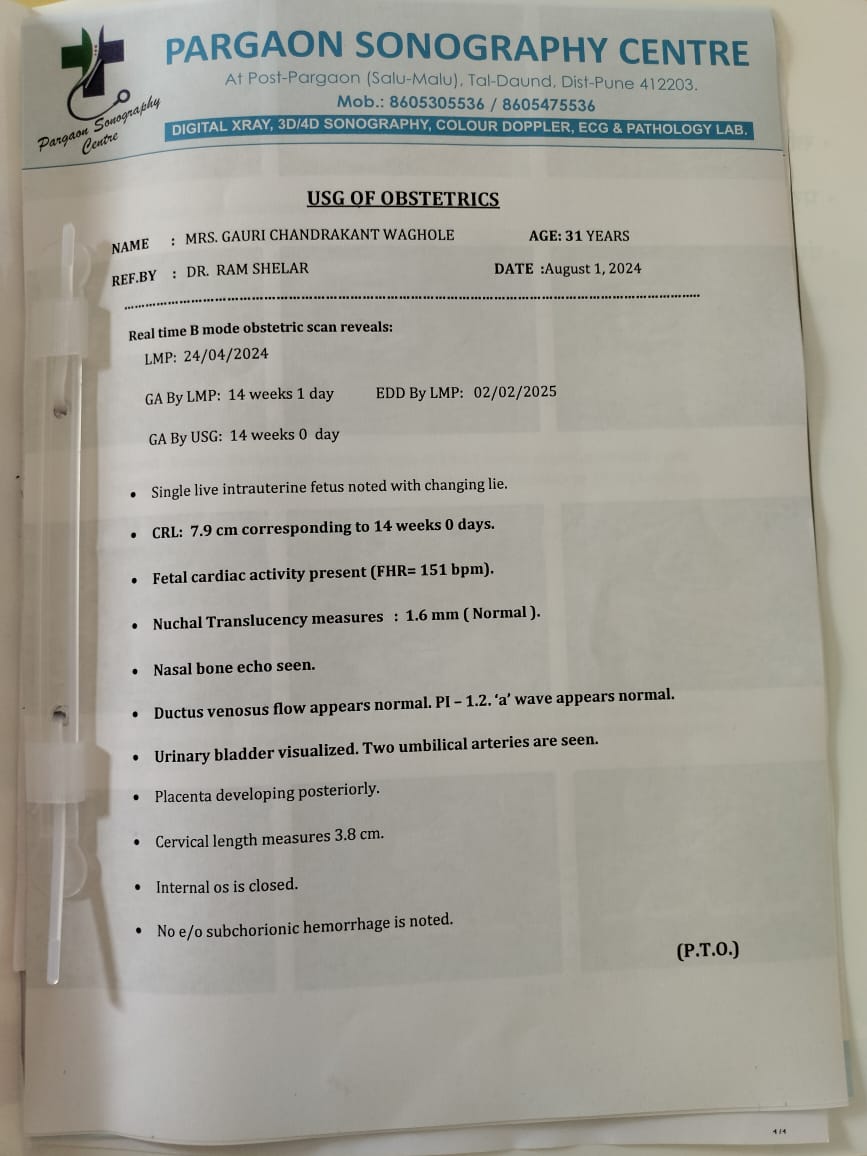 PARGAON SONOGRAPHY CENTRE
At Post-Pargaon (Salu-Malu), Tal-Daund, Dist-Pune 412203.
Mob.: 8605305536 / 8605475536
Pargaon Sonography
Centre
DIGITAL XRAY, 3D/4D SONOGRAPHY, COLOUR DOPPLER, ECG & PATHOLOGY LAB.
USG OF OBSTETRICS
NAME : MRS. GAURI CHANDRAKANT WAGHOLE AGE: 31 YEARS
REF.BY : DR. RAM SHELAR DATE :August 1, 2024
Real time B mode obstetric scan reveals:
LMP: 24/04/2024
GA By LMP: 14 weeks 1 day EDD By LMP: 02/02/2025
GA By USG: 14 weeks 0 day
• Single live intrauterine fetus noted with changing lie.
• CRL: 7.9 cm corresponding to 14 weeks 0 days.
• Fetal cardiac activity present (FHR= 151 bpm).
• Nuchal Translucency measures : 1.6 mm ( Normal ).
• Nasal bone echo seen.
• Ductus venosus flow appears normal. PI – 1.2. ‘a’ wave appears normal.
• Urinary bladder visualized. Two umbilical arteries are seen.
• Placenta developing posteriorly.
• Cervical length measures 3.8 cm.
• Internal os is closed.
• No e/o subchorionic hemorrhage is noted.
(P.T.O.)